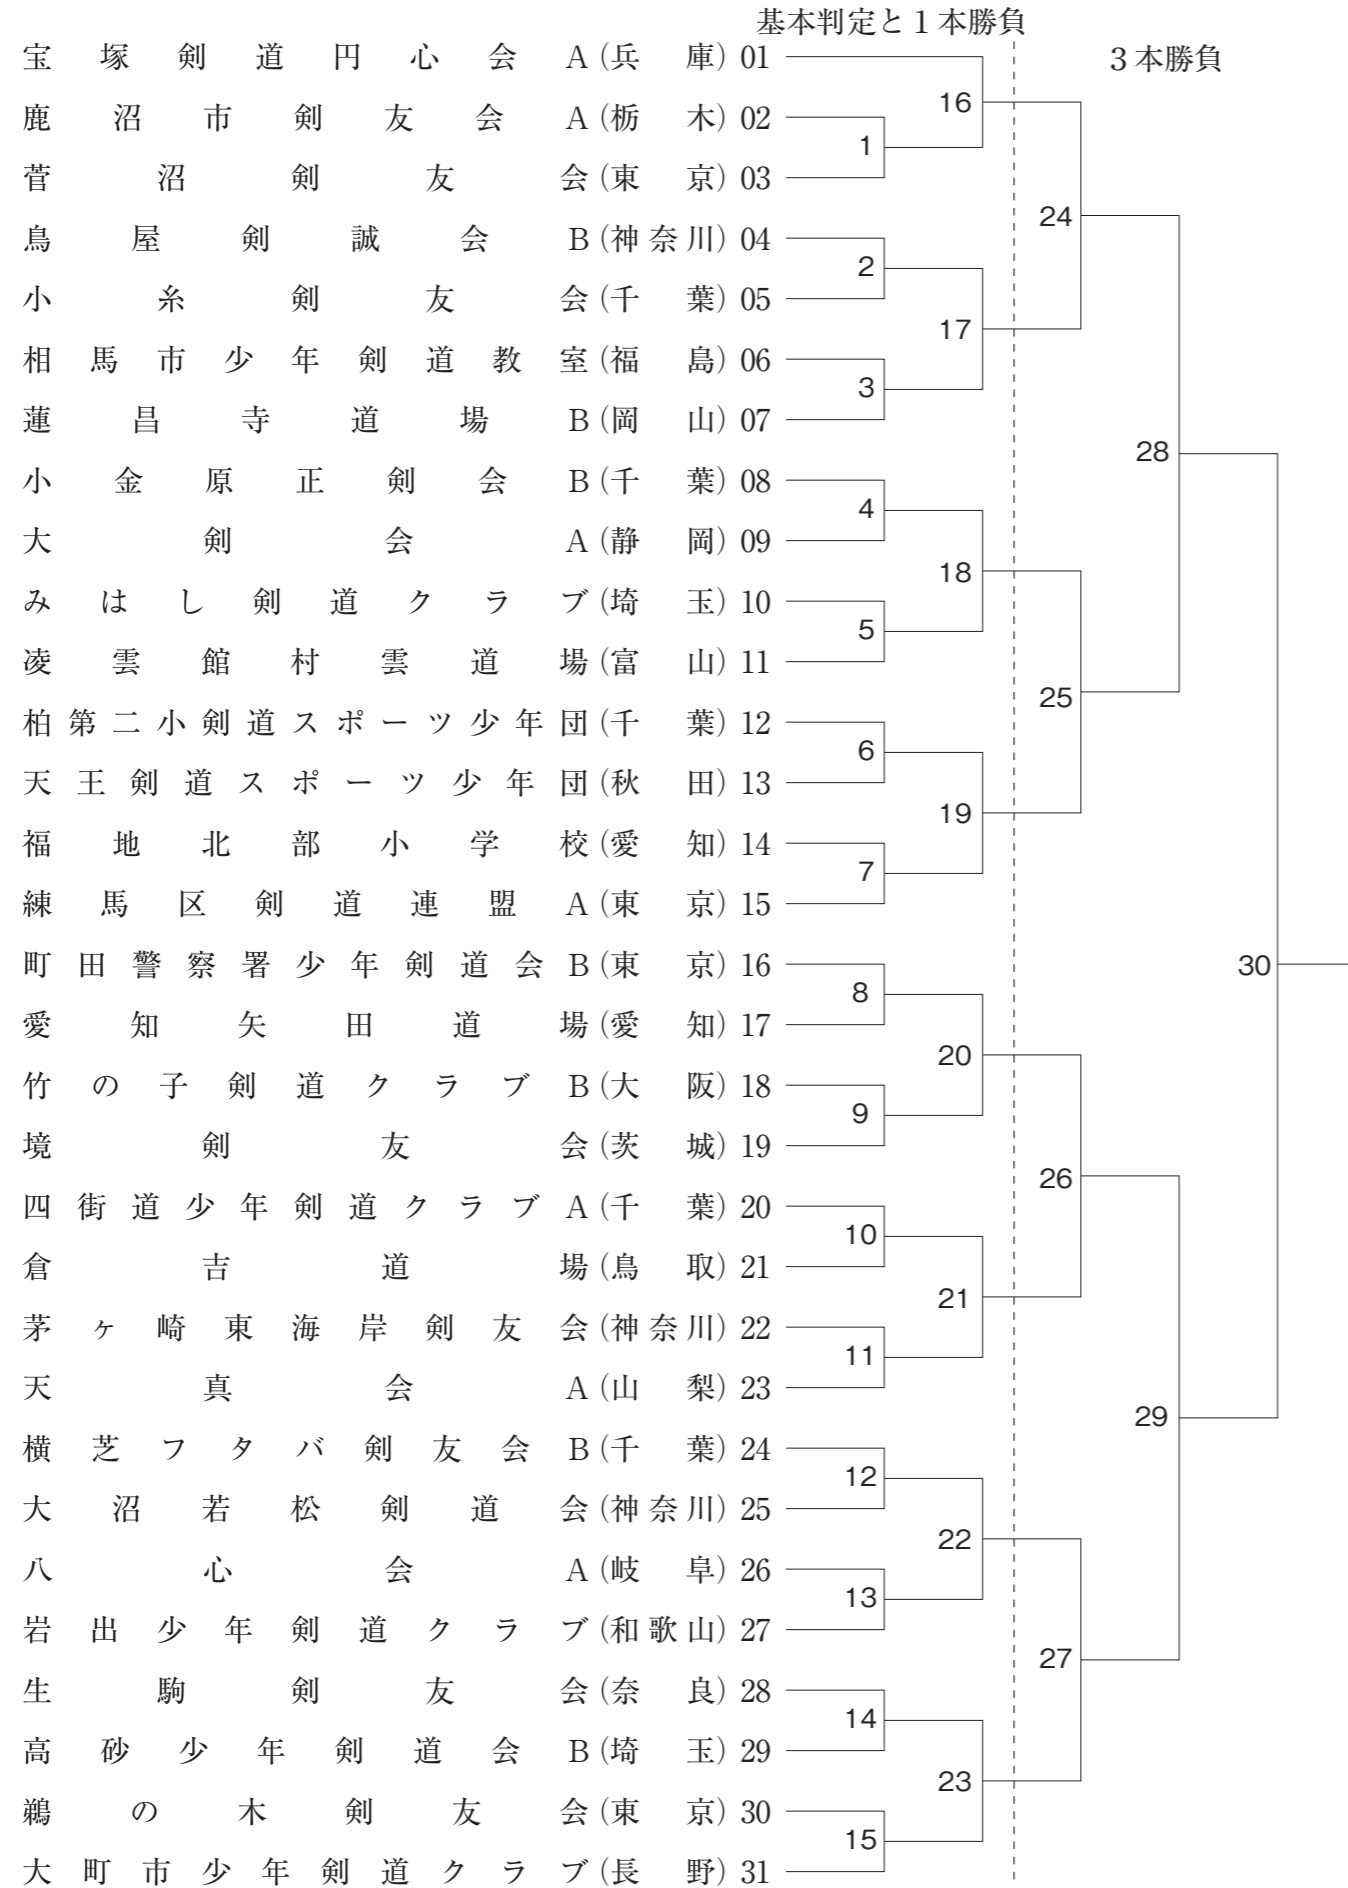 基本判定と1本勝負
3本勝負
宝塚剣道円心会A(兵庫)01
鹿沼市剣友会A(栃木)02
菅沼剣友会(東京)03
鳥屋剣誠会B(神奈川)04
小糸剣友会(千葉)05
相馬市少年剣道教室(福島)06
蓮昌寺道場B(岡山)07
小金原正剣会B(千葉)08
大剣会A(静岡)09
みはし剣道クラブ(埼玉)10
凌雲館村雲道場(富山)11
柏第二小剣道スポーツ少年団(千葉)12
天王剣道スポーツ少年団(秋田)13
福地北部小学校(愛知)14
練馬区剣道連盟A(東京)15
町田警察署少年剣道会B(東京)16
愛知矢田道場(愛知)17
竹の子剣道クラブB(大阪)18
境剣友会(茨城)19
四街道少年剣道クラブA(千葉)20
倉吉道場(鳥取)21
茅ヶ崎東海岸剣友会(神奈川)22
天真会A(山梨)23
横芝フタバ剣友会B(千葉)24
大沼若松剣道会(神奈川)25
八心会A(岐阜)26
岩出少年剣道クラブ(和歌山)27
生駒剣友会(奈良)28
高砂少年剣道会B(埼玉)29
鵜の木剣友会(東京)30
大町市少年剣道クラブ(長野)31
1
2
3
4
5
6
7
8
9
10
11
12
13
14
15
16
17
18
19
20
21
22
23
24
25
26
27
28
29
30